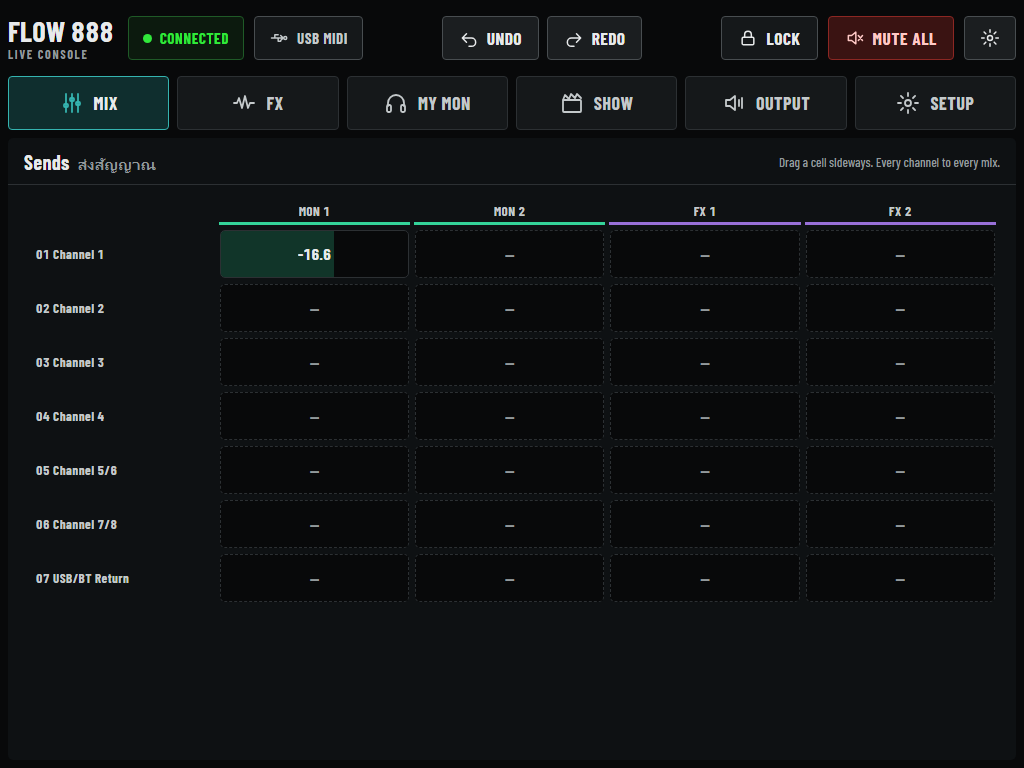 FLOW 888
LIVE CONSOLE
CONNECTED
USB MIDI
UNDO
REDO
LOCK
MUTE ALL
MIX
FX
MY MON
SHOW
OUTPUT
SETUP
Sends ส่งสัญญาณ
Drag a cell sideways. Every channel to every mix.
MON 1 MON 2 FX 1 FX 2
01 Channel 1 -16.6 – – –
02 Channel 2 – – – –
03 Channel 3 – – – –
04 Channel 4 – – – –
05 Channel 5/6 – – – –
06 Channel 7/8 – – – –
07 USB/BT Return – – – –